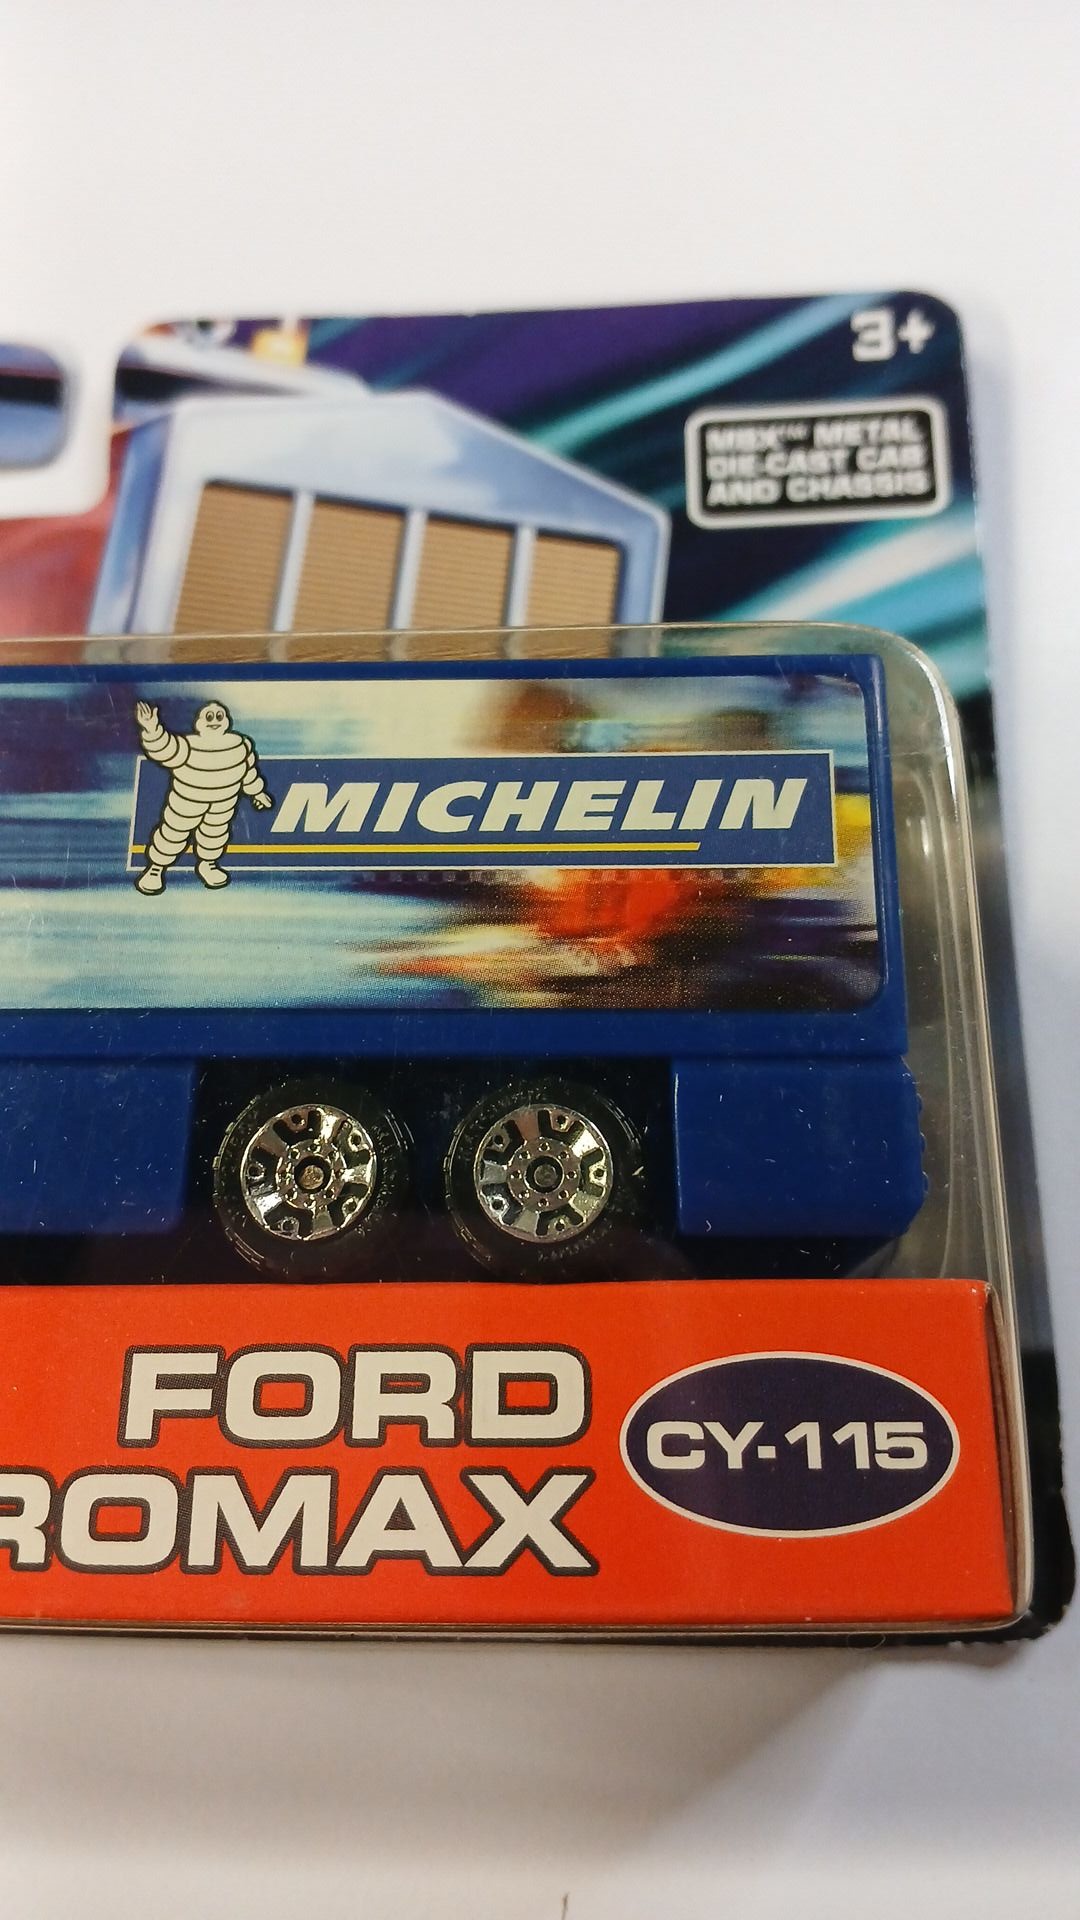 3+
MBX™ METAL
DIE-CAST CAB
AND CHASSIS
MICHELIN
FORD
ROMAX
CY-115